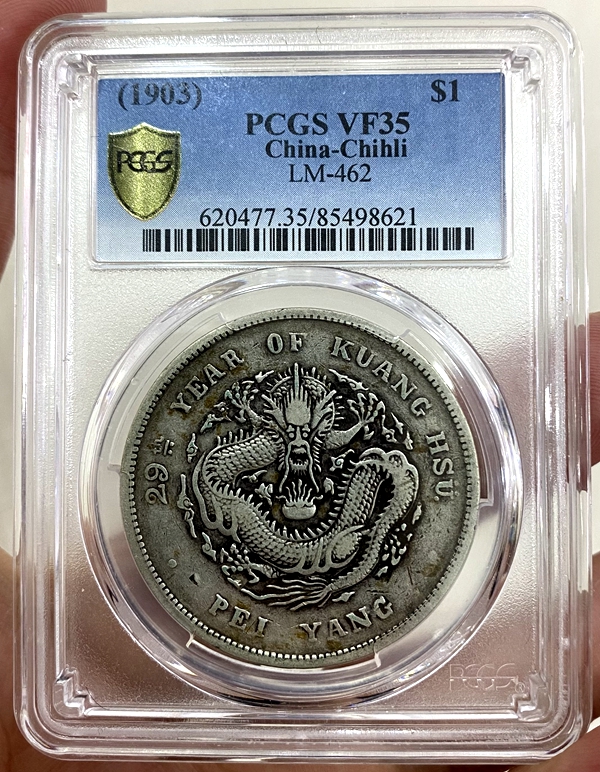 (1903) $1
PCGS VF35
China-Chihli
LM-462
PCGS
620477.35/85498621
29th YEAR OF KUANG HSU
PEI YANG
PCGS